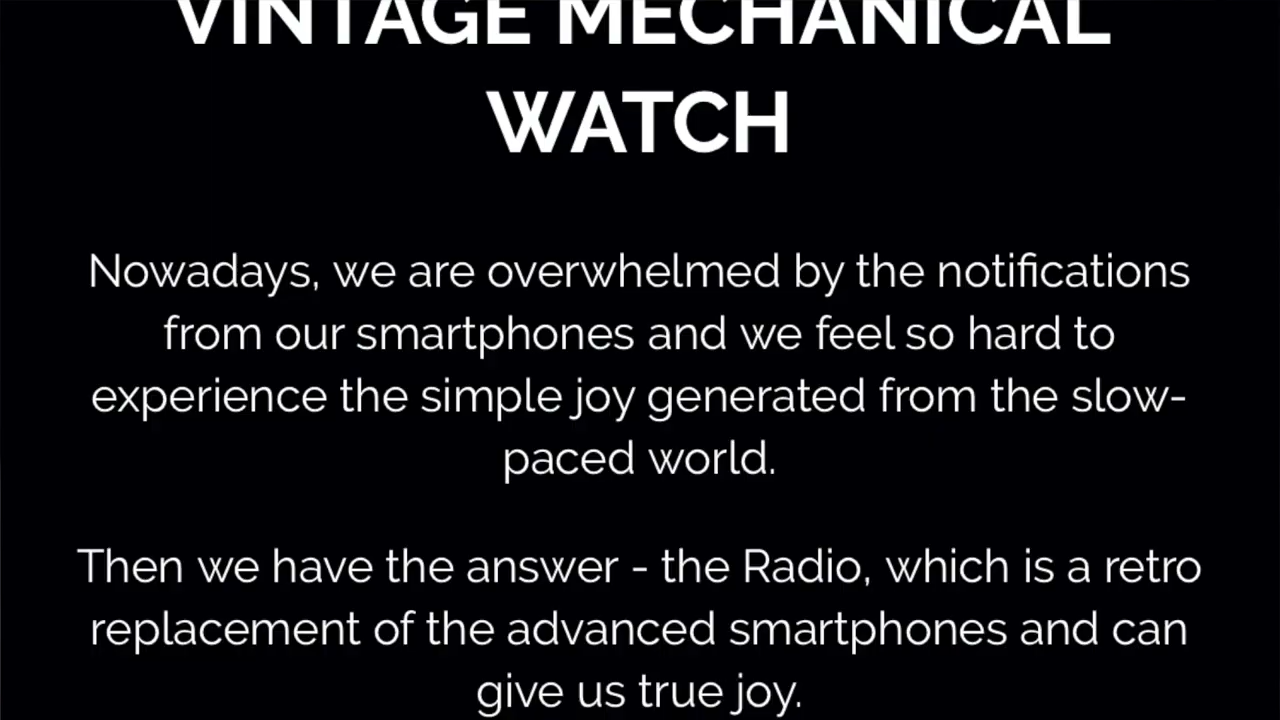 VINTAGE MECHANICAL
WATCH
Nowadays, we are overwhelmed by the notifications
from our smartphones and we feel so hard to
experience the simple joy generated from the slow-
paced world.
Then we have the answer - the Radio, which is a retro
replacement of the advanced smartphones and can
give us true joy.